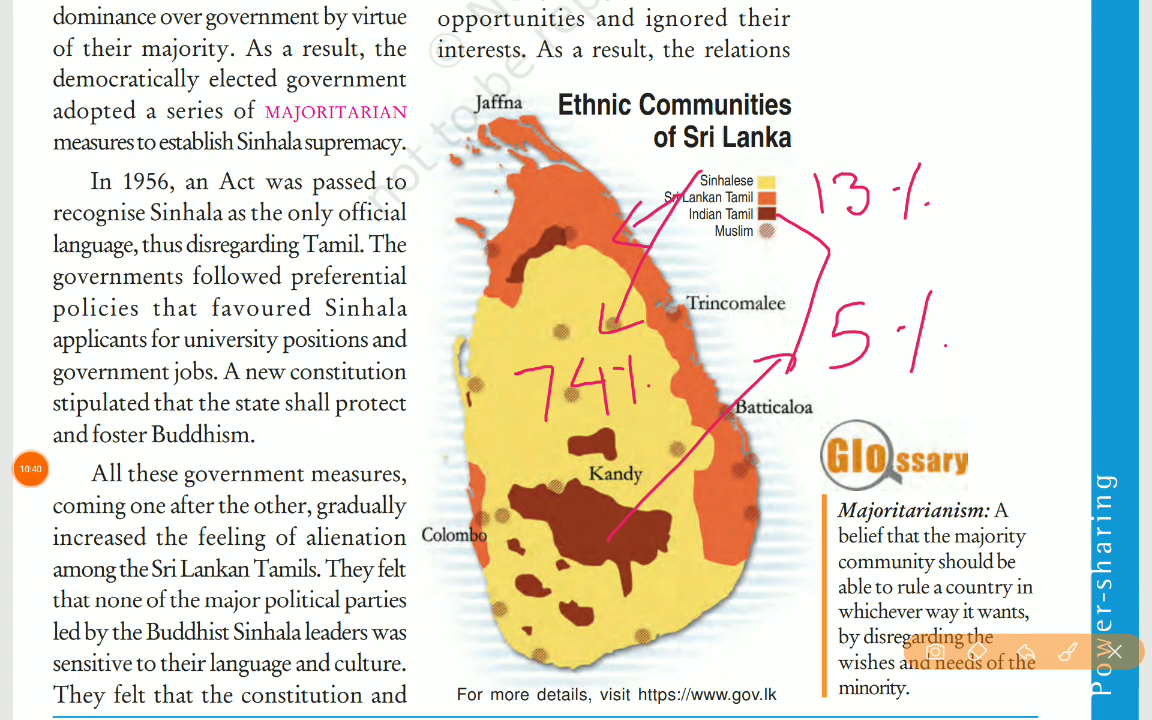 dominance over government by virtue
of their majority. As a result, the
democratically elected government
adopted a series of MAJORITARIAN
measures to establish Sinhala supremacy.
In 1956, an Act was passed to
recognise Sinhala as the only official
language, thus disregarding Tamil. The
governments followed preferential
policies that favoured Sinhala
applicants for university positions and
government jobs. A new constitution
stipulated that the state shall protect
and foster Buddhism.
All these government measures,
coming one after the other, gradually
increased the feeling of alienation
among the Sri Lankan Tamils. They felt
that none of the major political parties
led by the Buddhist Sinhala leaders was
sensitive to their language and culture.
They felt that the constitution and
opportunities and ignored their
interests. As a result, the relations
not to be
Ethnic Communities
of Sri Lanka
Jaffna
Sinhalese
Sri Lankan Tamil
Indian Tamil
Muslim
13 %.
5 %.
74%.
Trincomalee
Batticaloa
Kandy
Colombo
For more details, visit https://www.gov.lk
Glossary
Majoritarianism: A
belief that the majority
community should be
able to rule a country in
whichever way it wants,
by disregarding the
wishes and needs of the
minority.
Power-sharing
10:40